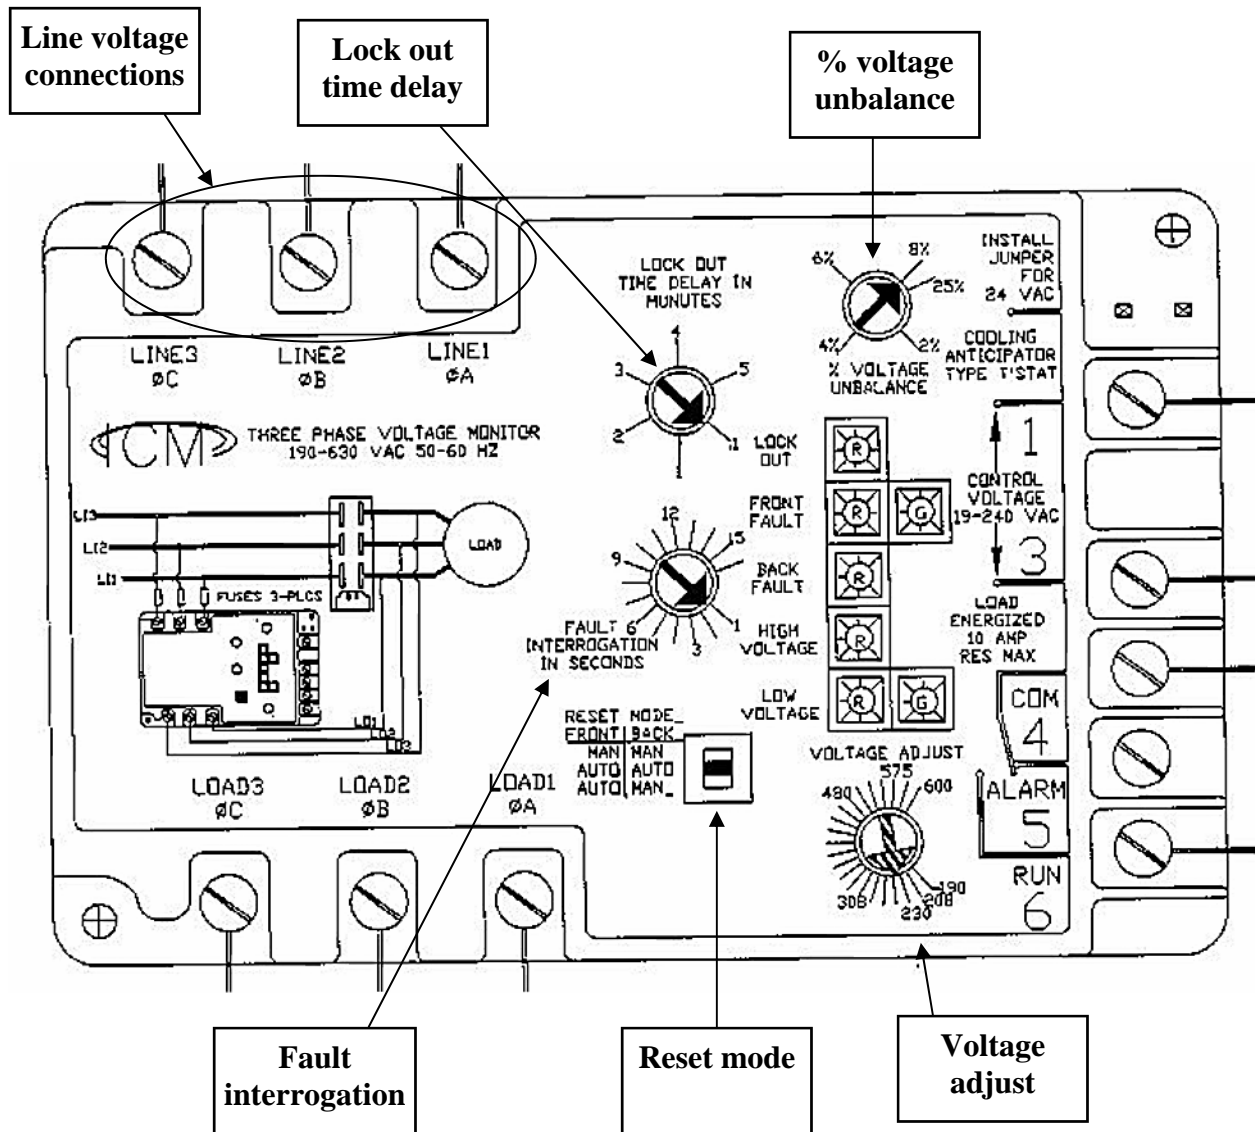 Line voltage
connections
Lock out
time delay
% voltage
unbalance
LINE3
ØC
LINE2
ØB
LINE1
ØA
LOCK OUT
TIME DELAY IN
MUNUTES
4
3
5
2
.1
6%
8%
25%
4%
2%
% VOLTAGE
UNBALANCE
INSTALL
JUMPER
FOR
24 VAC
COOLING
ANTICIPATOR
TYPE T'STAT
ICM
THREE PHASE VOLTAGE MONITOR
190-630 VAC 50-60 HZ
LOCK
OUT
R
FRONT
FAULT
R
G
BACK
FAULT
R
HIGH
VOLTAGE
R
LOW
VOLTAGE
R
G
1
CONTROL
VOLTAGE
19-240 VAC
3
LOAD
ENERGIZED
10 AMP
RES MAX
COM
4
ALARM
5
RUN
6
LOAD
FUSES 3-PLCS
12
15
9
1
3
FAULT 6
INTERROGATION
IN SECONDS
RESET MODE
FRONT BACK
MAN MAN
AUTO AUTO
AUTO MAN
VOLTAGE ADJUST
575
480
600
190
208
230
308
LOAD3
ØC
LOAD2
ØB
LOAD1
ØA
Fault
interrogation
Reset mode
Voltage
adjust